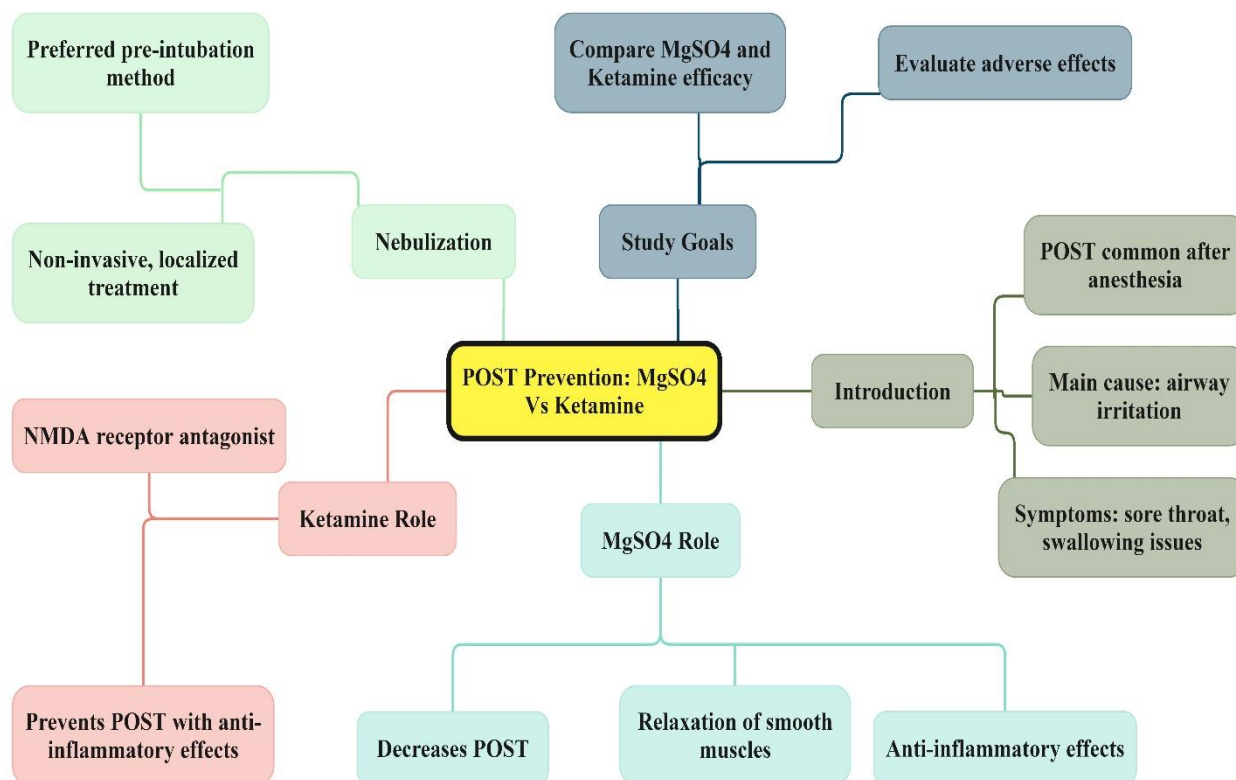 Preferred pre-intubation
method
Compare MgSO4 and
Ketamine efficacy
Evaluate adverse effects
Non-invasive, localized
treatment
Nebulization
Study Goals
POST common after
anesthesia
POST Prevention: MgSO4
Vs Ketamine
Introduction
Main cause: airway
irritation
NMDA receptor antagonist
Ketamine Role
MgSO4 Role
Symptoms: sore throat,
swallowing issues
Prevents POST with anti-
inflammatory effects
Decreases POST
Relaxation of smooth
muscles
Anti-inflammatory effects